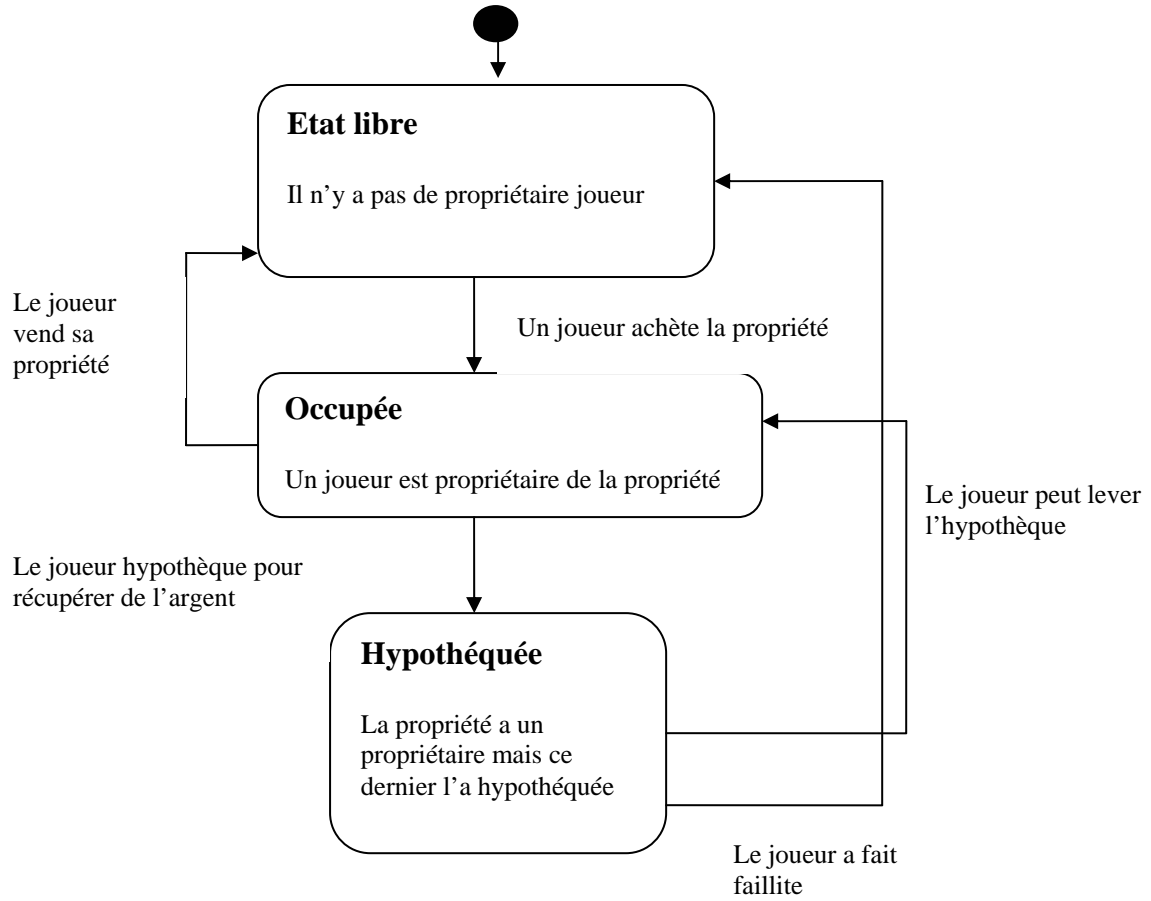 Etat libre
Il n'y a pas de propriétaire joueur
Le joueur
vend sa
propriété
Un joueur achète la propriété
Occupée
Un joueur est propriétaire de la propriété
Le joueur peut lever
l'hypothèque
Le joueur hypothèque pour
récupérer de l'argent
Hypothéquée
La propriété a un
propriétaire mais ce
dernier l'a hypothéquée
Le joueur a fait
faillite